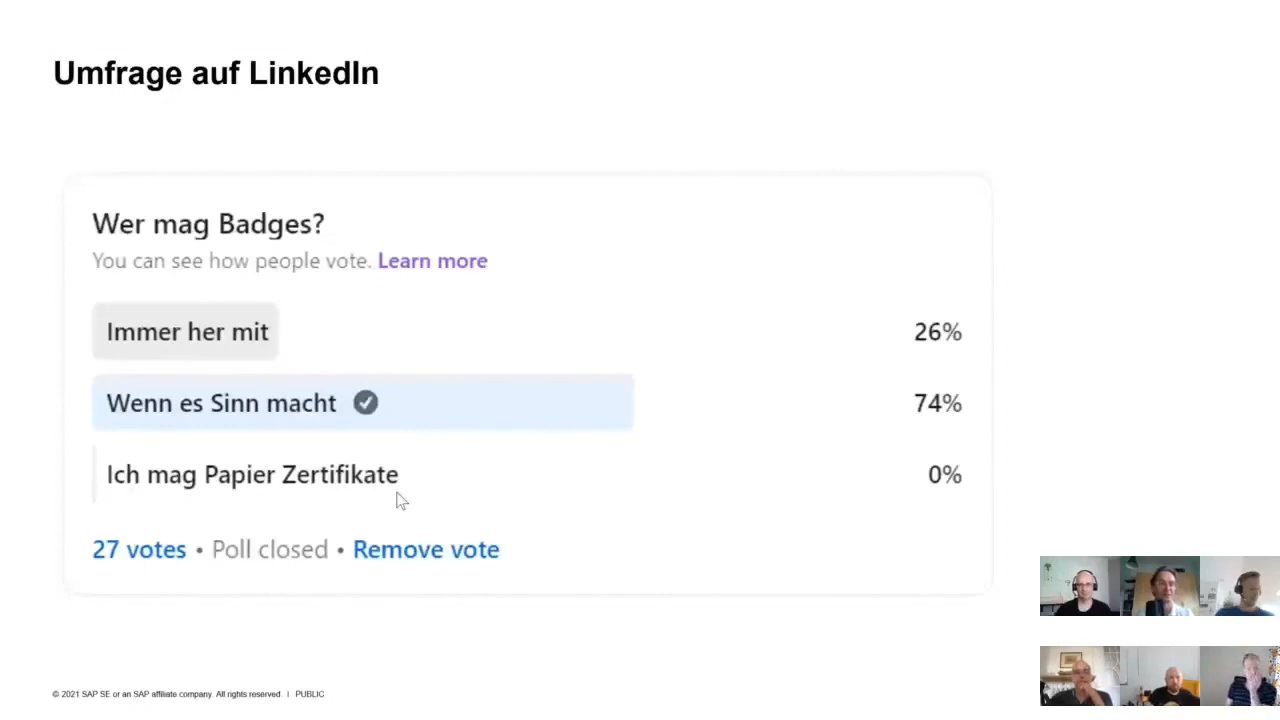 Umfrage auf LinkedIn
Wer mag Badges?
You can see how people vote. Learn more
Immer her mit 26%
Wenn es Sinn macht 74%
Ich mag Papier Zertifikate 0%
27 votes • Poll closed • Remove vote
© 2021 SAP SE or an SAP affiliate company. All rights reserved. | PUBLIC